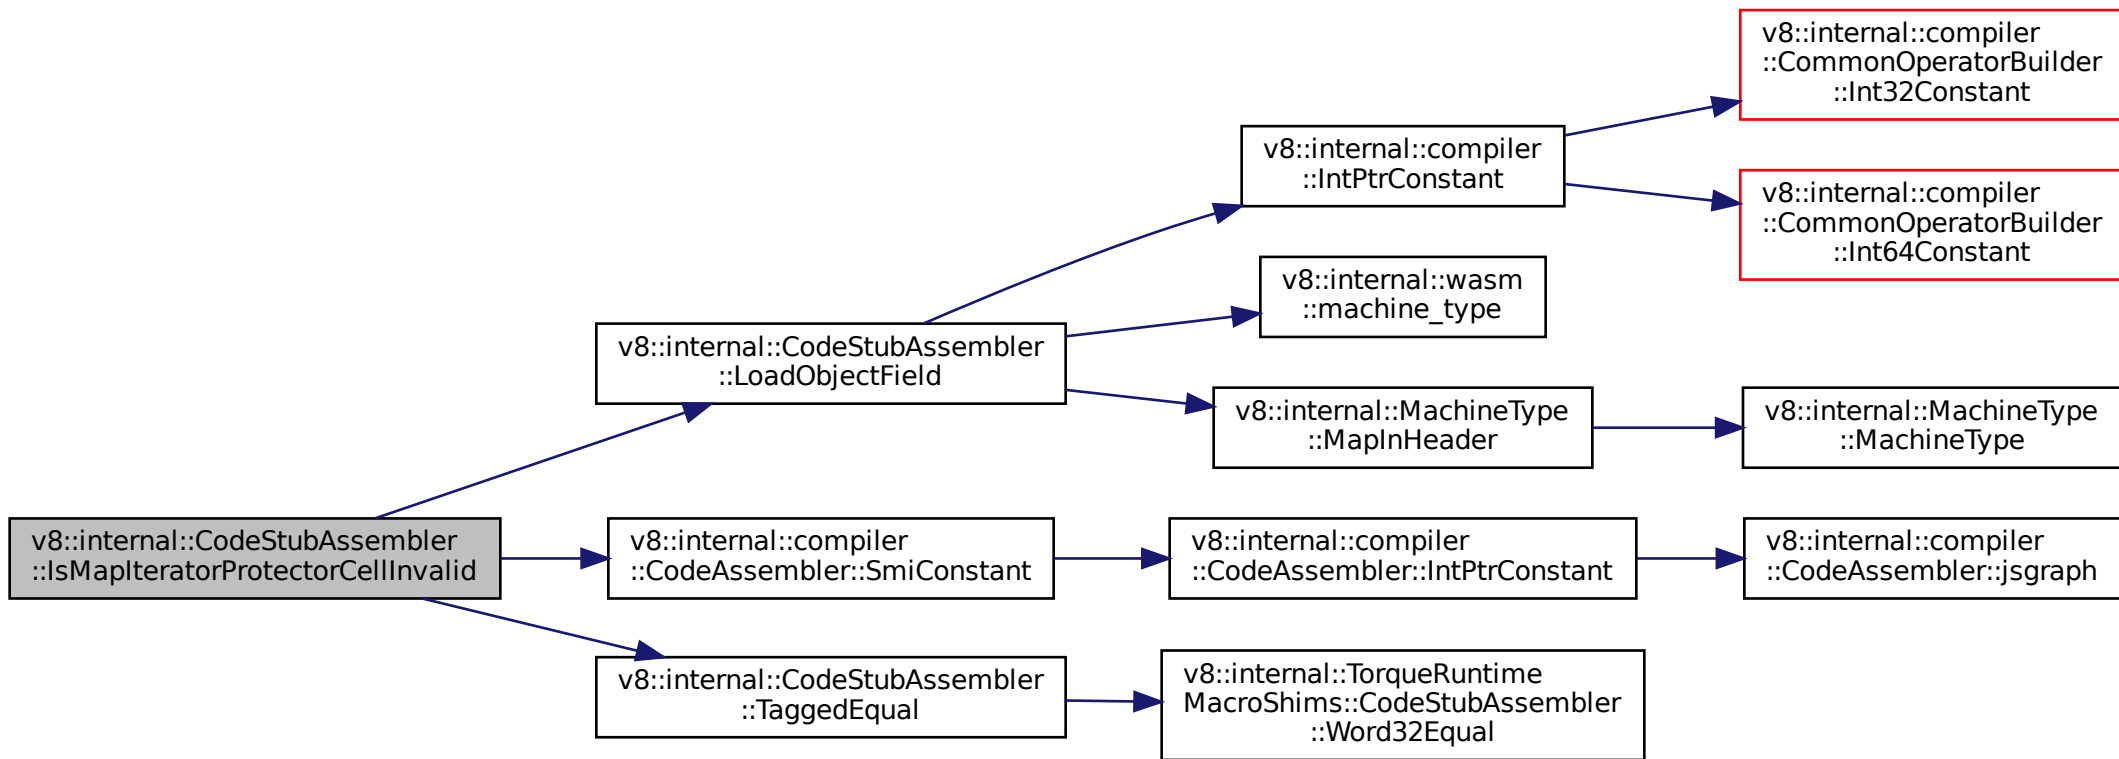 v8::internal::CodeStubAssembler
::IsMapIteratorProtectorCellInvalid
v8::internal::CodeStubAssembler
::LoadObjectField
v8::internal::compiler
::IntPtrConstant
v8::internal::compiler
::CommonOperatorBuilder
::Int32Constant
v8::internal::compiler
::CommonOperatorBuilder
::Int64Constant
v8::internal::wasm
::machine_type
v8::internal::MachineType
::MapInHeader
v8::internal::MachineType
::MachineType
v8::internal::compiler
::CodeAssembler::SmiConstant
v8::internal::compiler
::CodeAssembler::IntPtrConstant
v8::internal::compiler
::CodeAssembler::jsgraph
v8::internal::CodeStubAssembler
::TaggedEqual
v8::internal::TorqueRuntime
MacroShims::CodeStubAssembler
::Word32Equal